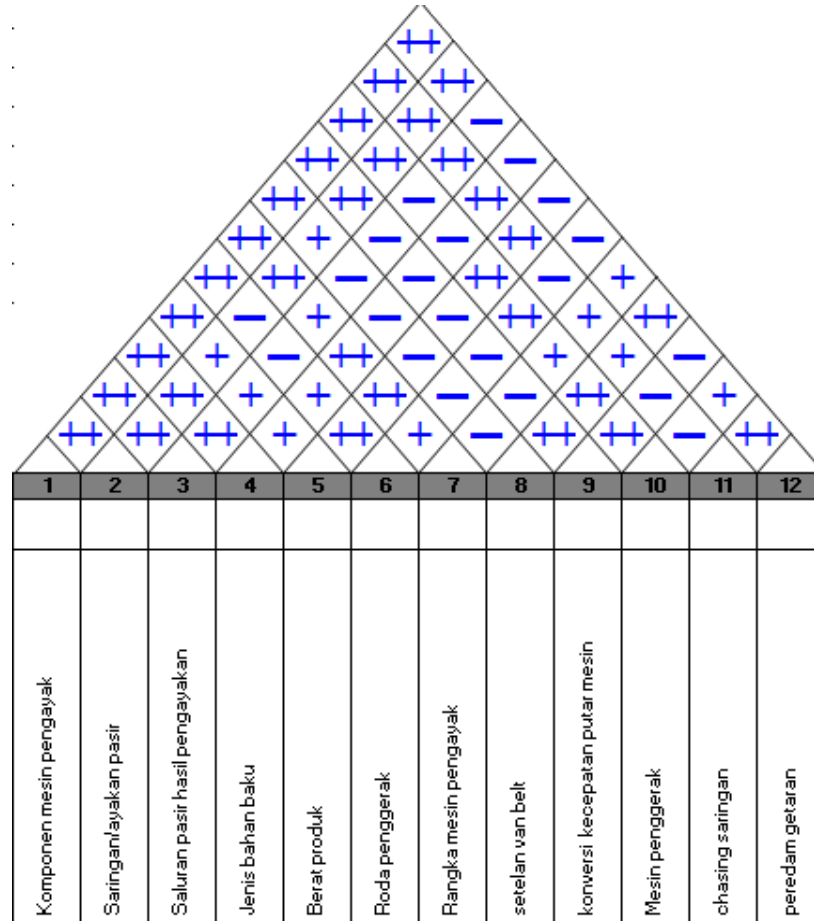 ++
++ ++
++ ++ −
++ ++ ++ −
++ ++ − ++ −
++ + − − ++ −
++ ++ − − ++ − +
++ − + − − ++ + ++
++ + − ++ − − + + −
++ ++ + + ++ − − ++ − +
++ ++ ++ + ++ + − ++ ++ − ++
1 2 3 4 5 6 7 8 9 10 11 12
Komponen mesin pengayak
Saringan/ayakan pasir
Saluran pasir hasil pengayakan
Jenis bahan baku
Berat produk
Roda penggerak
Rangka mesin pengayak
setelan van belt
konversi kecepatan putar mesin
Mesin penggerak
chasing saringan
peredam getaran